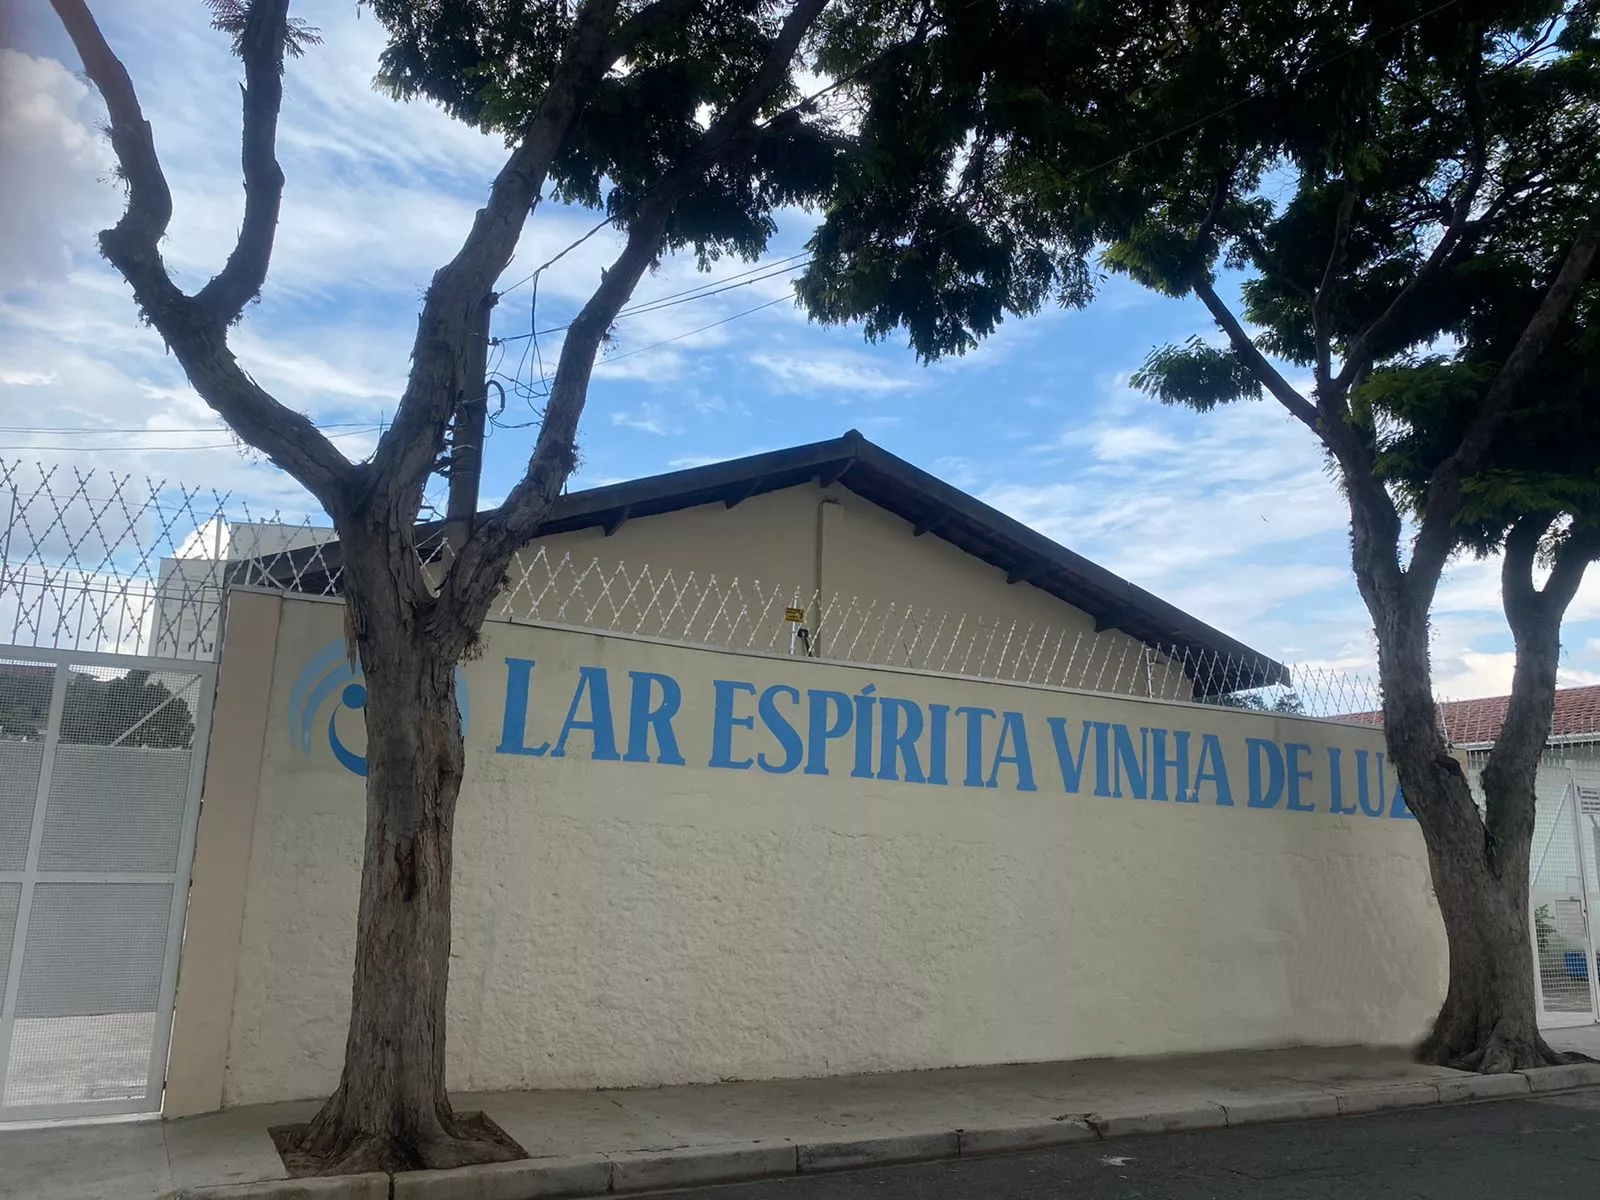 LAR ESPÍRITA VINHA DE LUZ